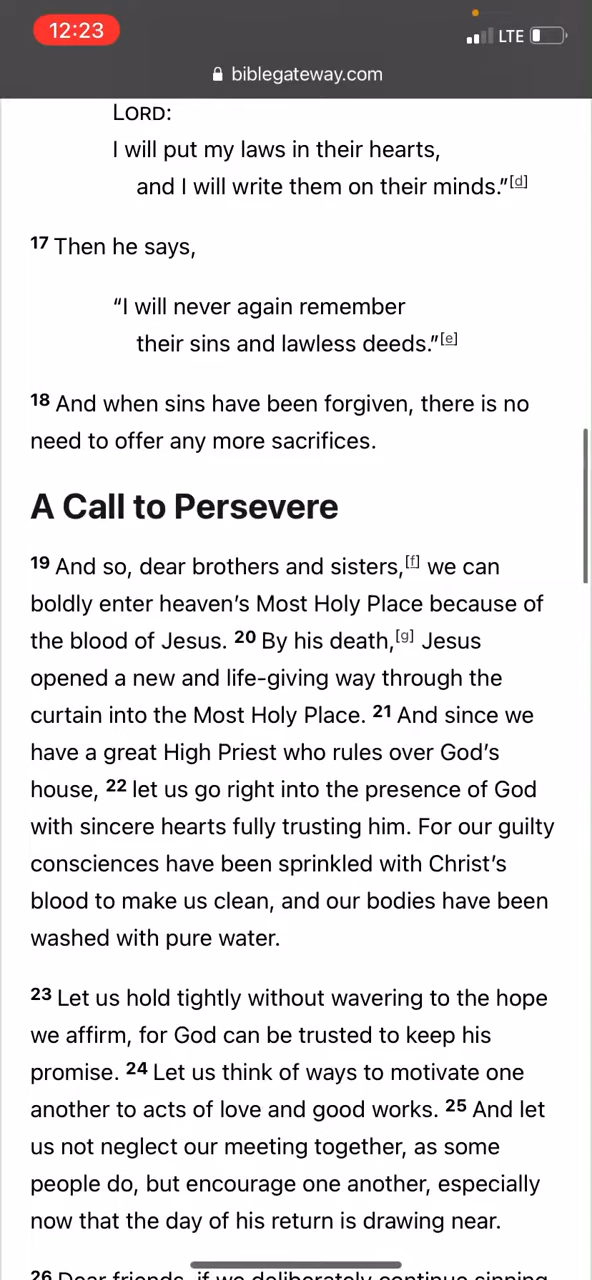 12:23
LTE
biblegateway.com
LORD:
I will put my laws in their hearts,
and I will write them on their minds.”[d]
17 Then he says,
“I will never again remember
their sins and lawless deeds.”[e]
18 And when sins have been forgiven, there is no
need to offer any more sacrifices.
A Call to Persevere
19 And so, dear brothers and sisters,[f] we can
boldly enter heaven’s Most Holy Place because of
the blood of Jesus. 20 By his death,[g] Jesus
opened a new and life-giving way through the
curtain into the Most Holy Place. 21 And since we
have a great High Priest who rules over God’s
house, 22 let us go right into the presence of God
with sincere hearts fully trusting him. For our guilty
consciences have been sprinkled with Christ’s
blood to make us clean, and our bodies have been
washed with pure water.
23 Let us hold tightly without wavering to the hope
we affirm, for God can be trusted to keep his
promise. 24 Let us think of ways to motivate one
another to acts of love and good works. 25 And let
us not neglect our meeting together, as some
people do, but encourage one another, especially
now that the day of his return is drawing near.
26 Dear friends, if we deliberately continue sinning